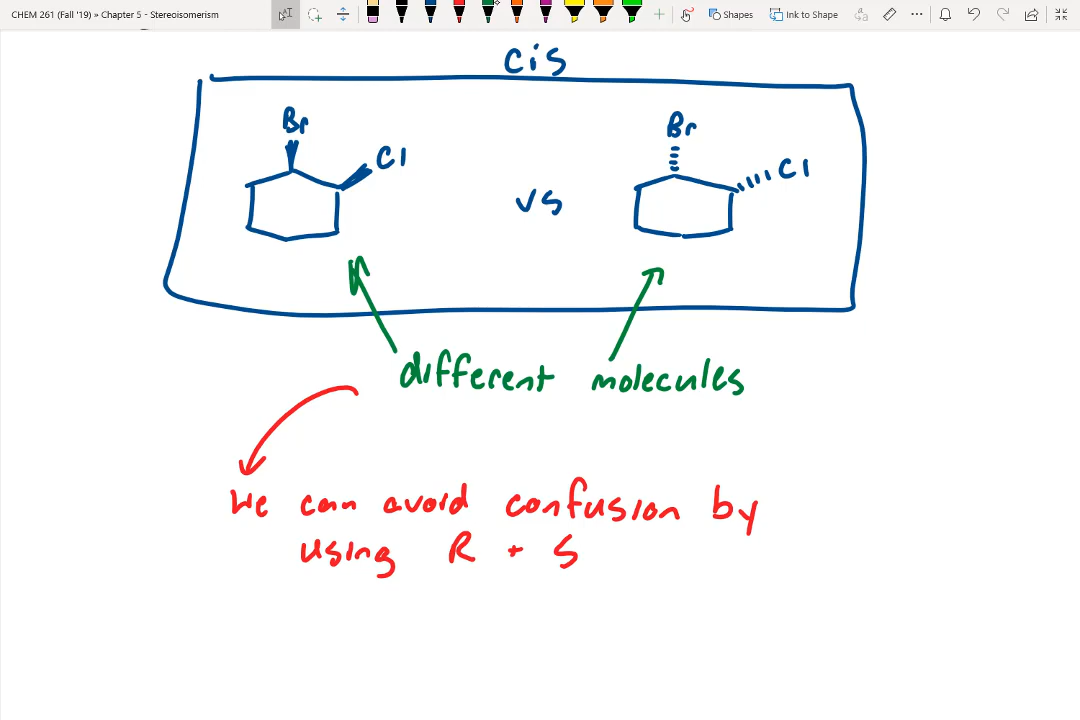 CHEM 261 (Fall '19) » Chapter 5 - Stereoisomerism
Shapes
Ink to Shape
cis
Br
Cl
vs
Br
Cl
different molecules
We can avoid confusion by
using R + S